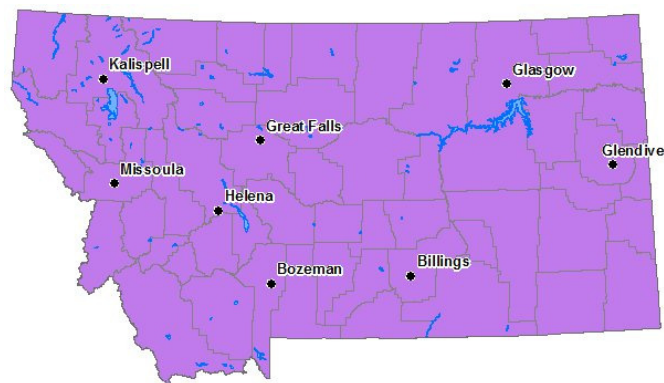 Kalispell
Glasgow
Great Falls
Glendive
Missoula
Helena
Bozeman
Billings